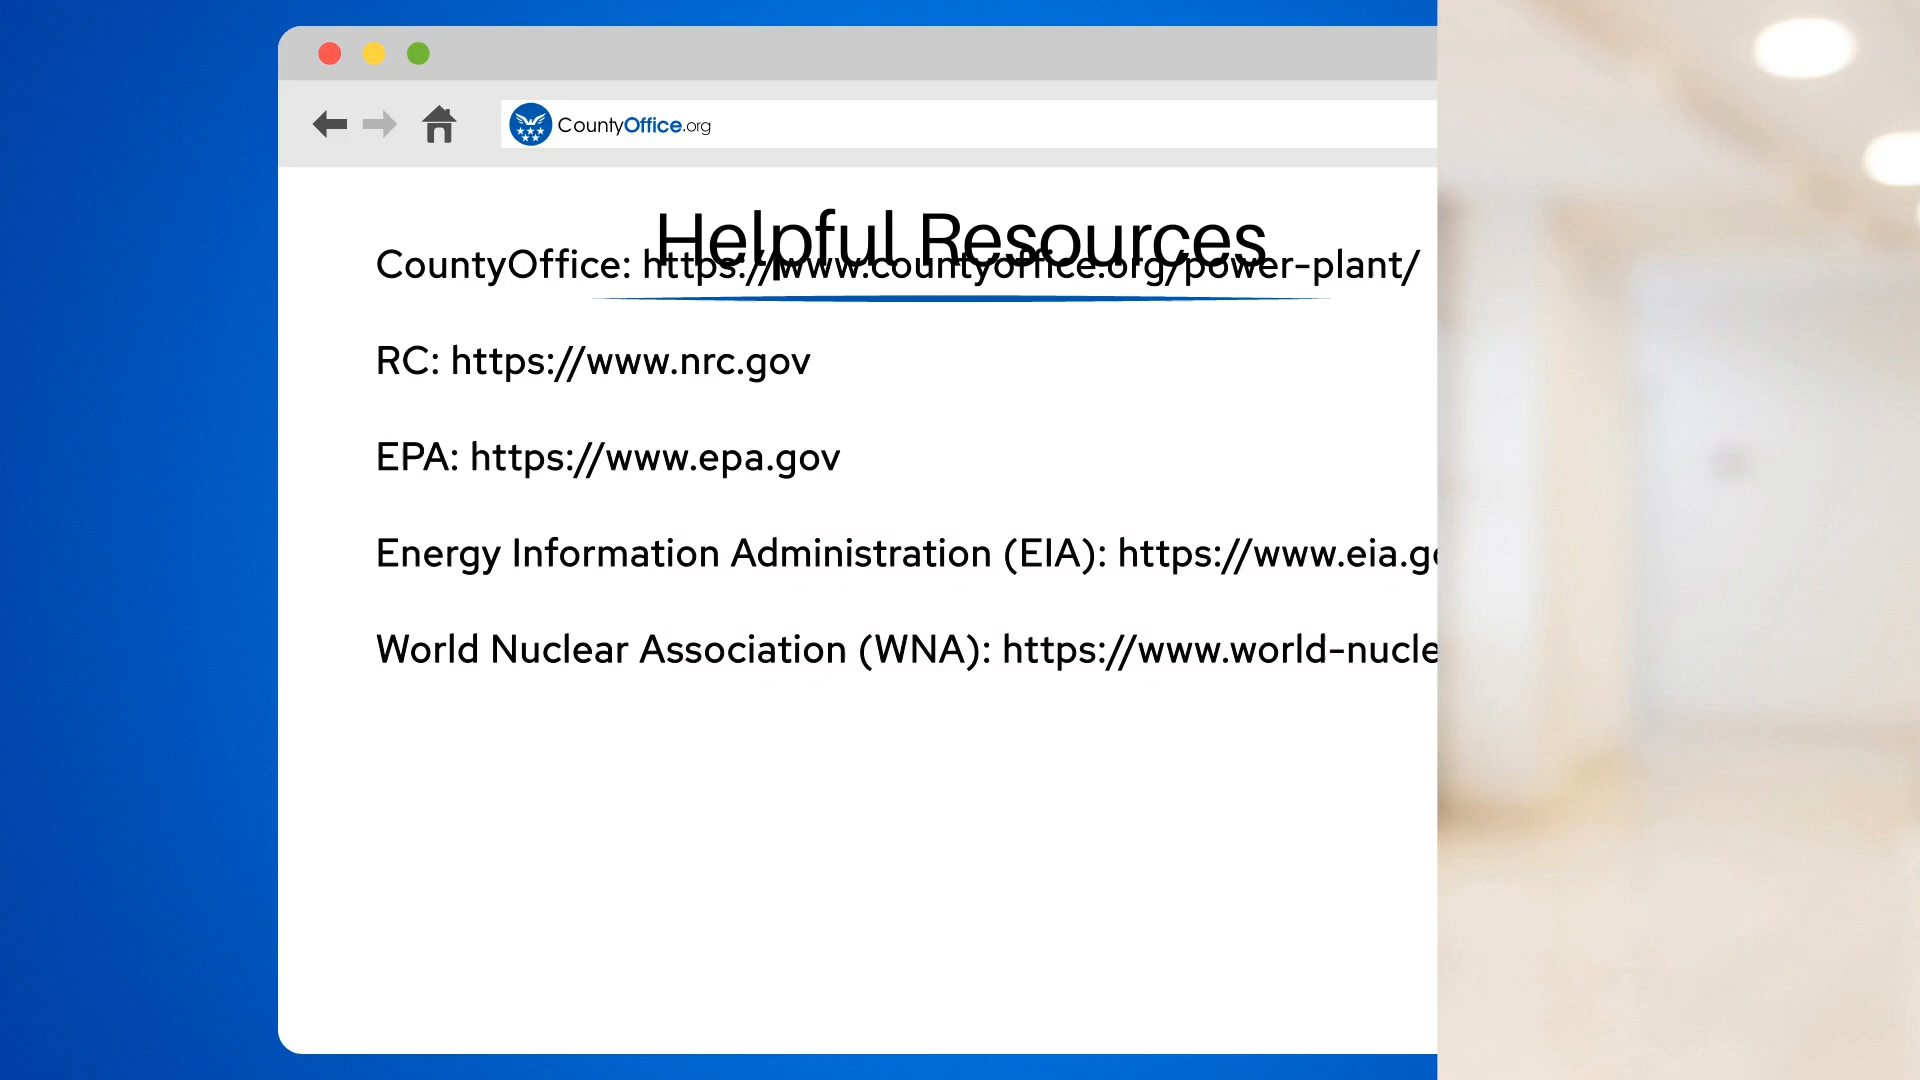 CountyOffice.org
Helpful Resources
CountyOffice: https://www.countyoffice.org/power-plant/
RC: https://www.nrc.gov
EPA: https://www.epa.gov
Energy Information Administration (EIA): https://www.eia.g
World Nuclear Association (WNA): https://www.world-nucle